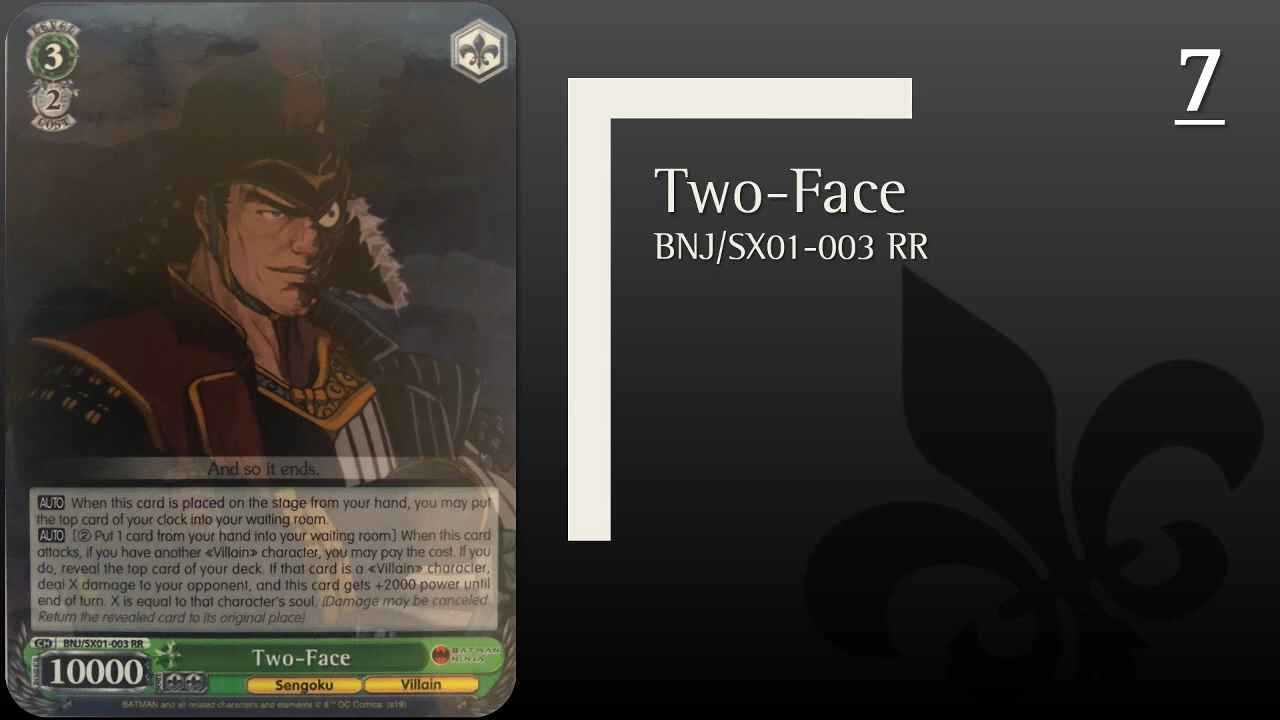 LEVEL
3
2
COST
7
Two-Face
BNJ/SX01-003 RR
And so it ends.
AUTO When this card is placed on the stage from your hand, you may put
the top card of your clock into your waiting room.
AUTO [② Put 1 card from your hand into your waiting room] When this card
attacks, if you have another «Villain» character, you may pay the cost. If you
do, reveal the top card of your deck. If that card is a «Villain» character,
deal X damage to your opponent, and this card gets +2000 power until
end of turn. X is equal to that character's soul. (Damage may be canceled.
Return the revealed card to its original place)
CH BNJ/SX01-003 RR
10000
Two-Face
BATMAN
NINJA
Sengoku Villain
BATMAN and all related characters and elements © & ™ DC Comics (s19)